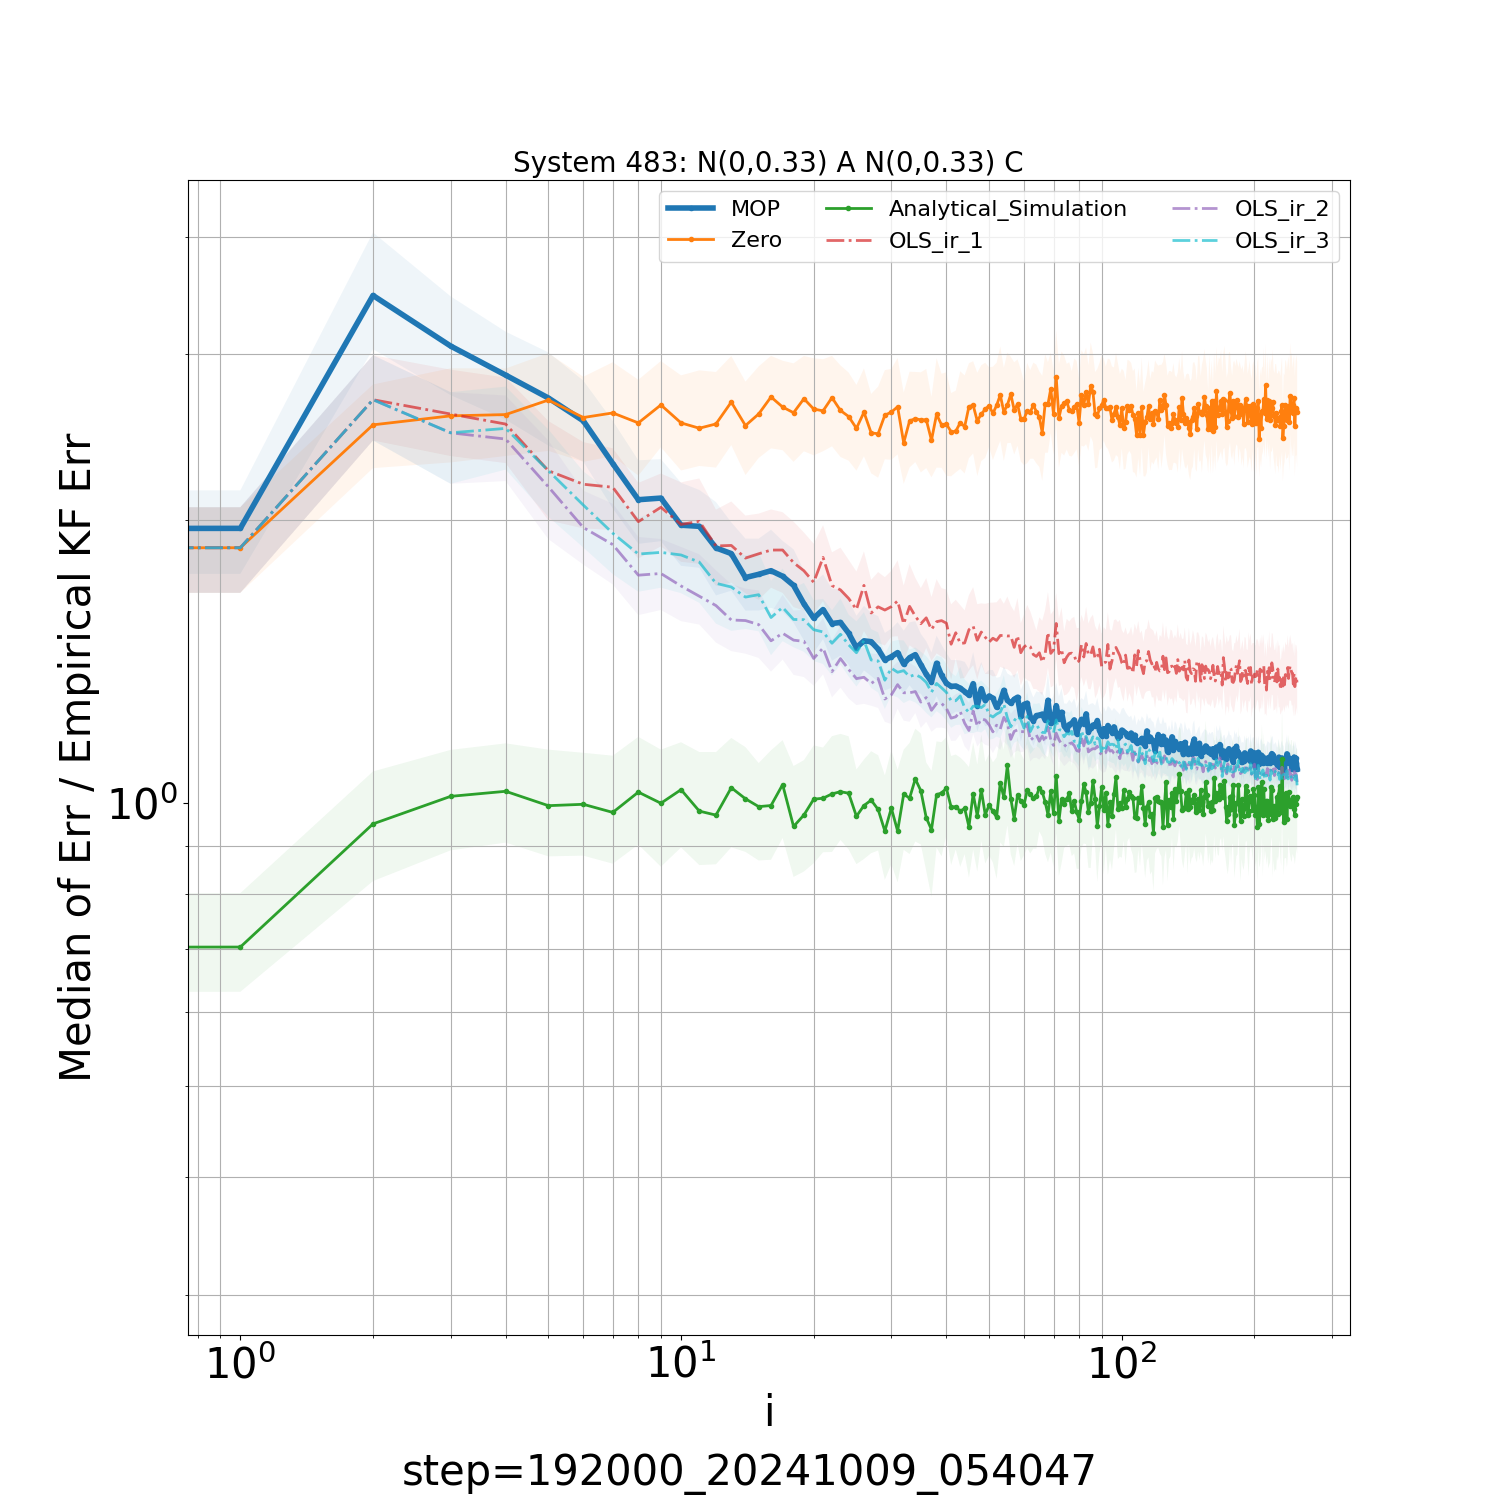 System 483: N(0,0.33) A N(0,0.33) C
MOP
Zero
Analytical_Simulation
OLS_ir_1
OLS_ir_2
OLS_ir_3
Median of Err / Empirical KF Err
10⁰
10⁰ 10¹ 10²
i
step=192000_20241009_054047